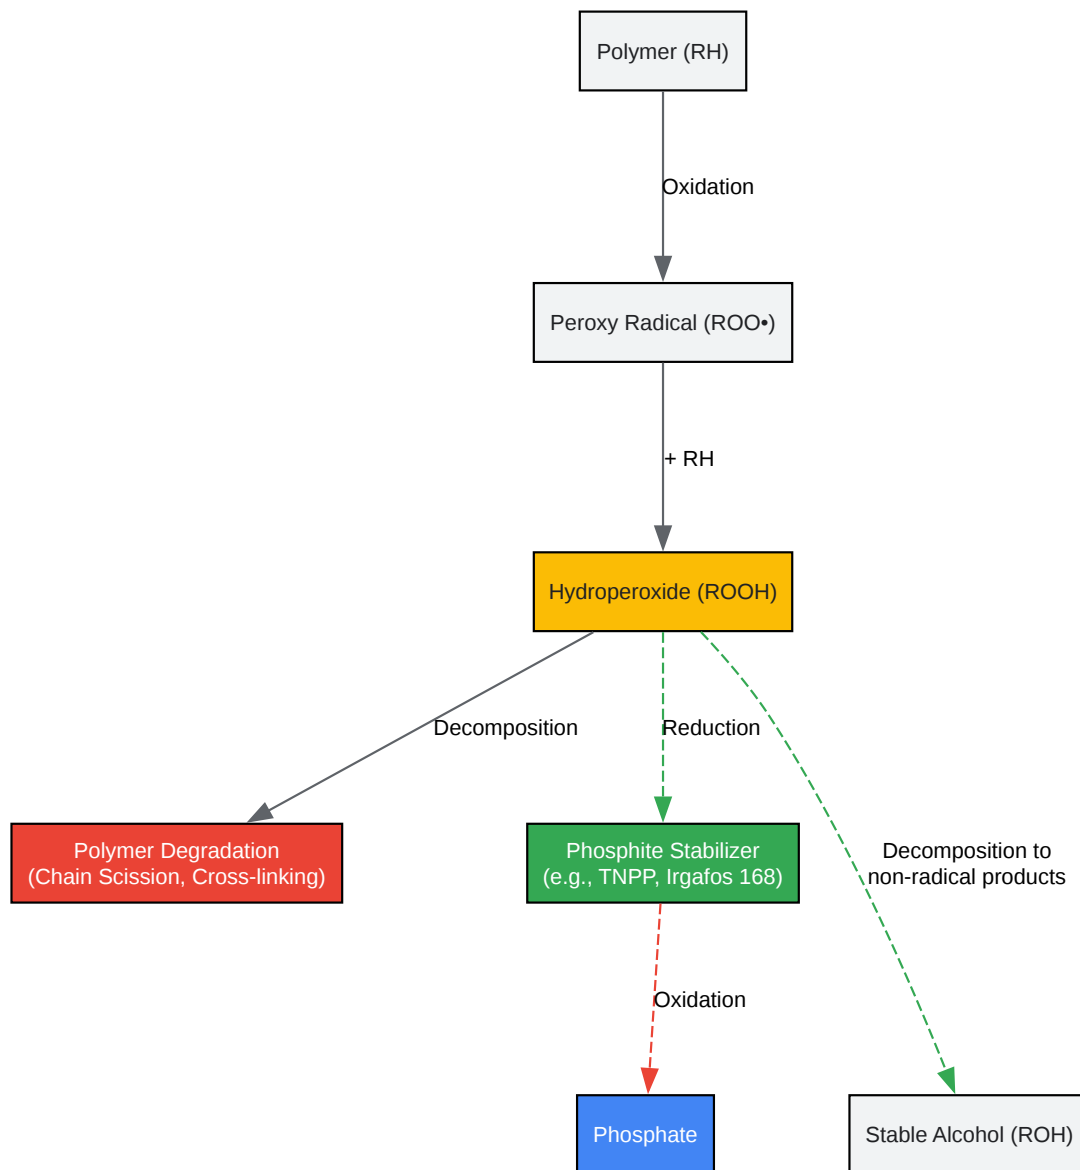 Polymer (RH)
Oxidation
Peroxy Radical (ROO•)
+ RH
Hydroperoxide (ROOH)
Decomposition
Reduction
Polymer Degradation
(Chain Scission, Cross-linking)
Phosphite Stabilizer
(e.g., TNPP, Irgafos 168)
Decomposition to
non-radical products
Oxidation
Phosphate
Stable Alcohol (ROH)